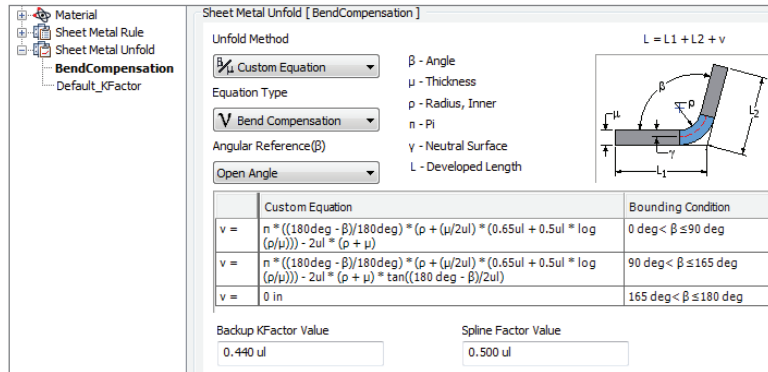 Material
Sheet Metal Rule
Sheet Metal Unfold
BendCompensation
Default_KFactor
Sheet Metal Unfold [ BendCompensation ]
Unfold Method
β/μ Custom Equation
Equation Type
V Bend Compensation
Angular Reference(β)
Open Angle
β - Angle
μ - Thickness
ρ - Radius, Inner
π - Pi
γ - Neutral Surface
L - Developed Length
L = L1 + L2 + v
β
ρ
μ
γ
L1
L2
Custom Equation Bounding Condition
v = π * ((180deg - β)/180deg) * (ρ + (μ/2ul) * (0.65ul + 0.5ul * log 0 deg< β ≤90 deg
(ρ/μ))) - 2ul * (ρ + μ)
v = π * ((180deg - β)/180deg) * (ρ + (μ/2ul) * (0.65ul + 0.5ul * log 90 deg< β ≤165 deg
(ρ/μ))) - 2ul * (ρ + μ) * tan((180 deg - β)/2ul)
v = 0 in 165 deg< β ≤180 deg
Backup KFactor Value Spline Factor Value
0.440 ul 0.500 ul